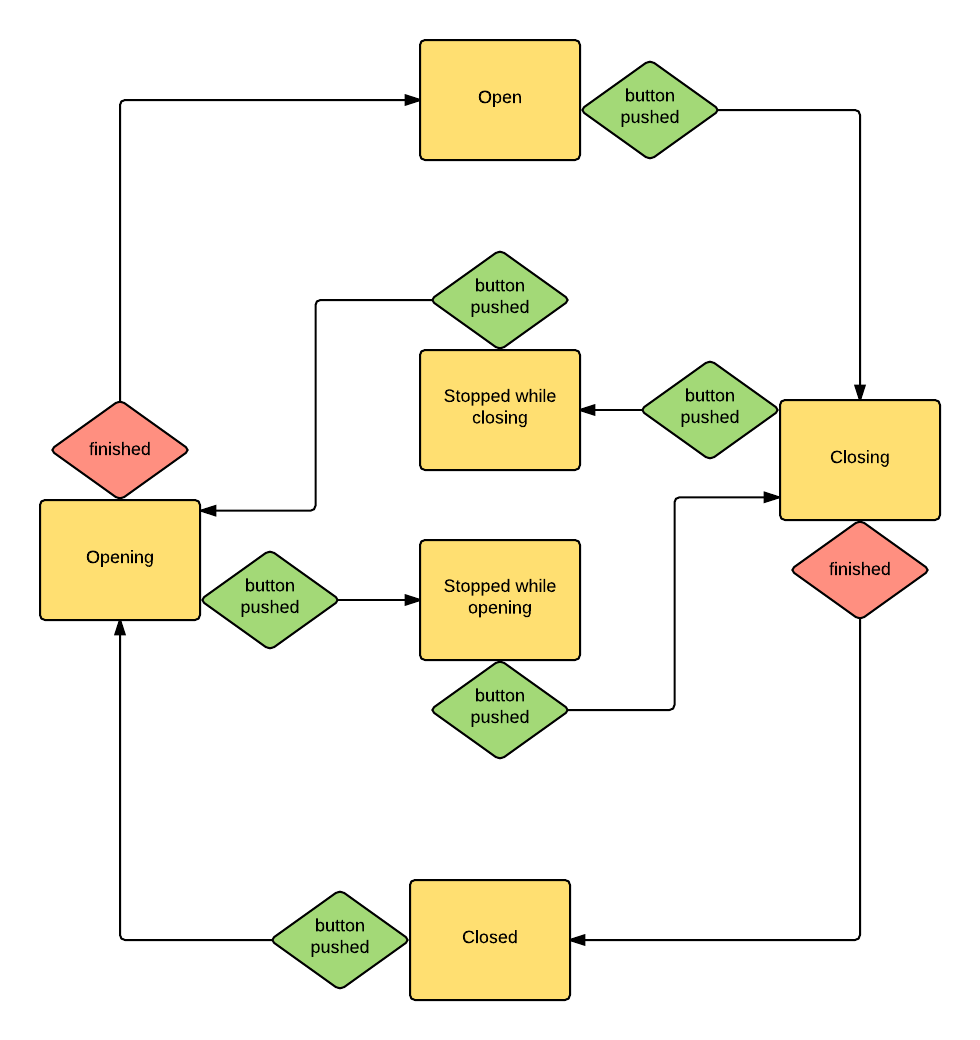 Open
button
pushed
button
pushed
Stopped while
closing
button
pushed
Closing
finished
Opening
button
pushed
Stopped while
opening
finished
button
pushed
button
pushed
Closed